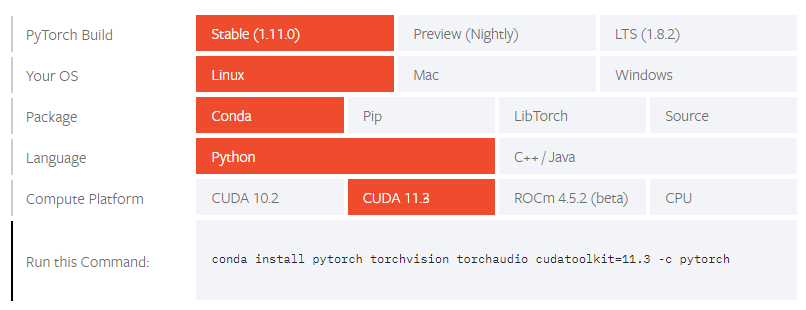 PyTorch Build Stable (1.11.0) Preview (Nightly) LTS (1.8.2)
Your OS Linux Mac Windows
Package Conda Pip LibTorch Source
Language Python C++ / Java
Compute Platform CUDA 10.2 CUDA 11.3 ROCm 4.5.2 (beta) CPU
Run this Command: conda install pytorch torchvision torchaudio cudatoolkit=11.3 -c pytorch